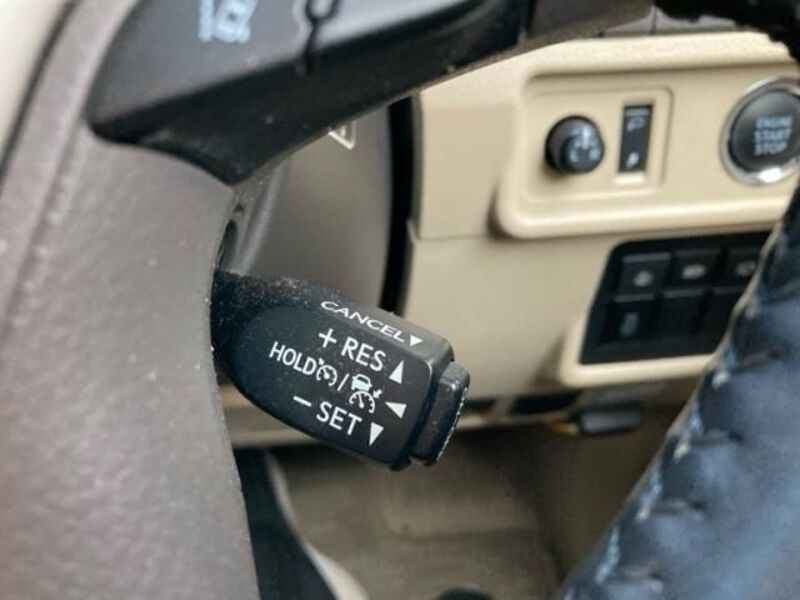 CANCEL▼
+ RES ▲
HOLD /
− SET ▼
ENGINE
START
STOP